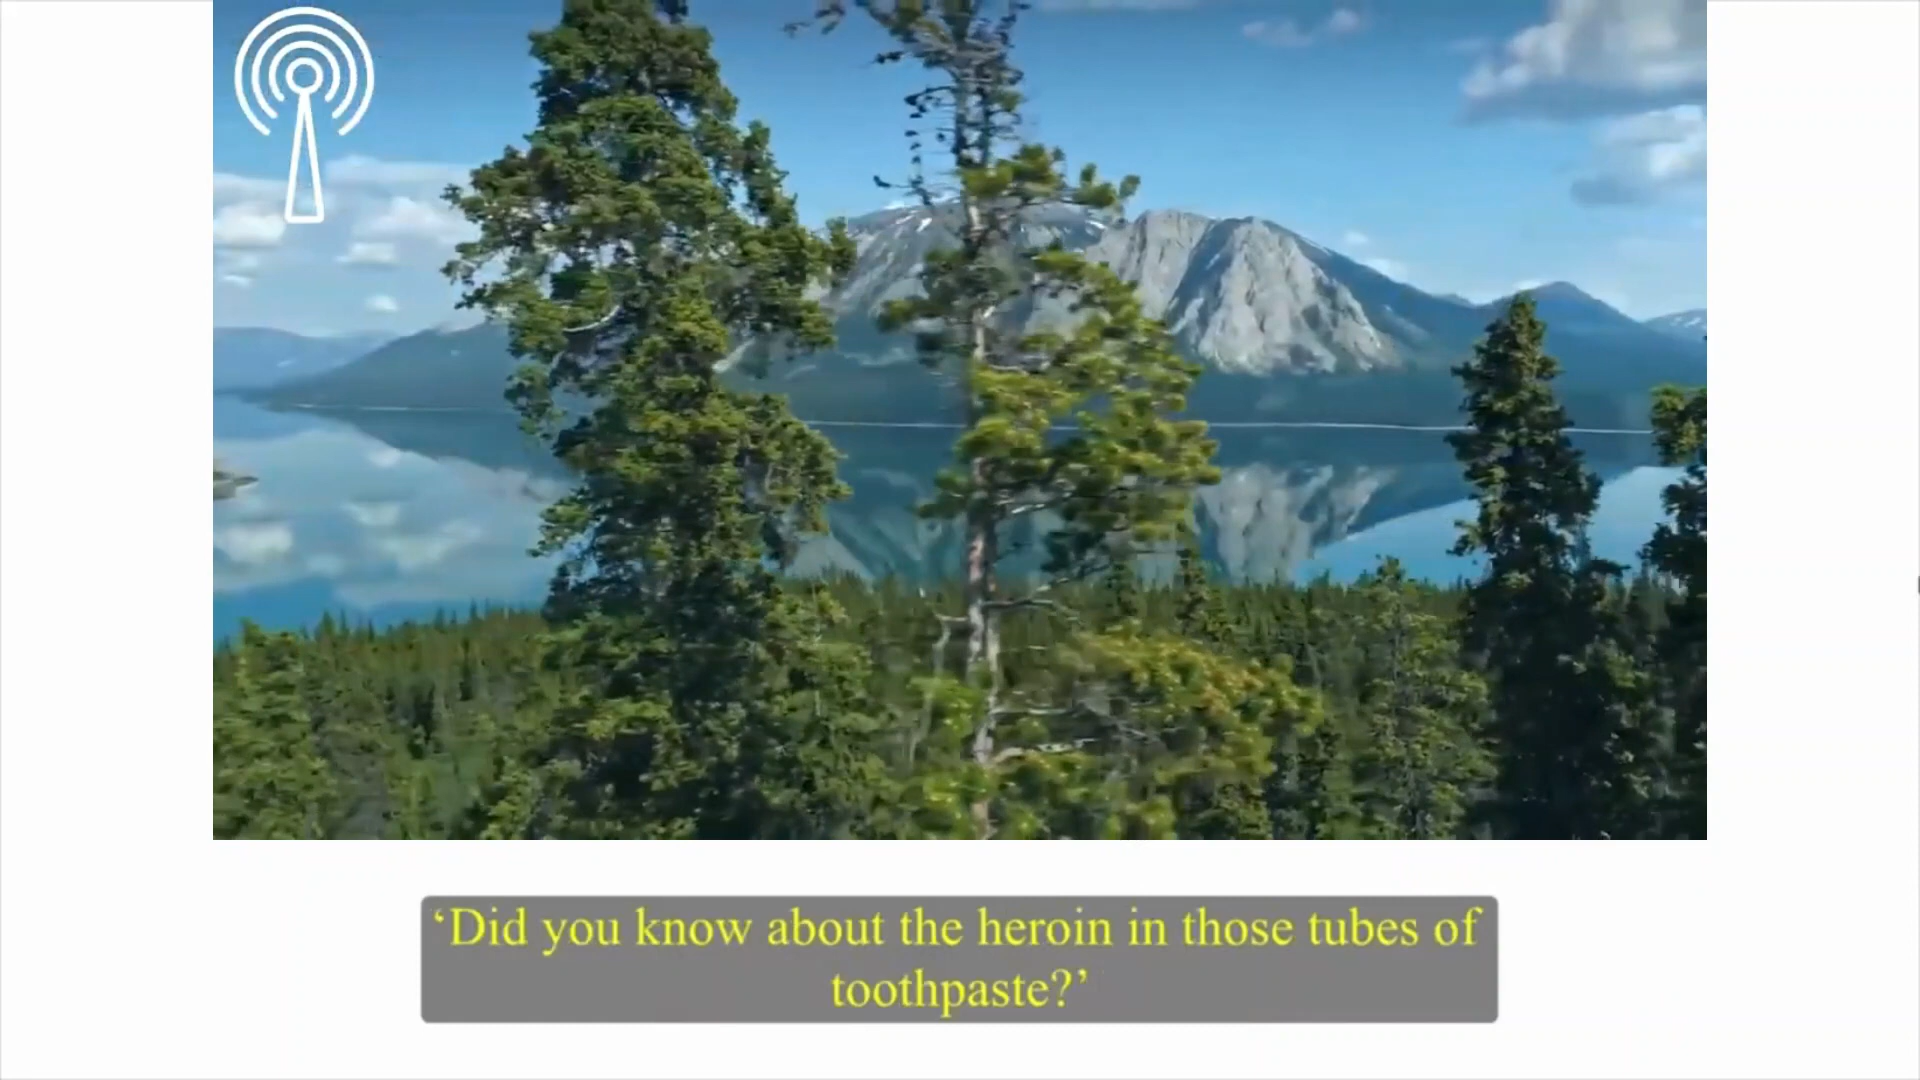 ‘Did you know about the heroin in those tubes of
toothpaste?’